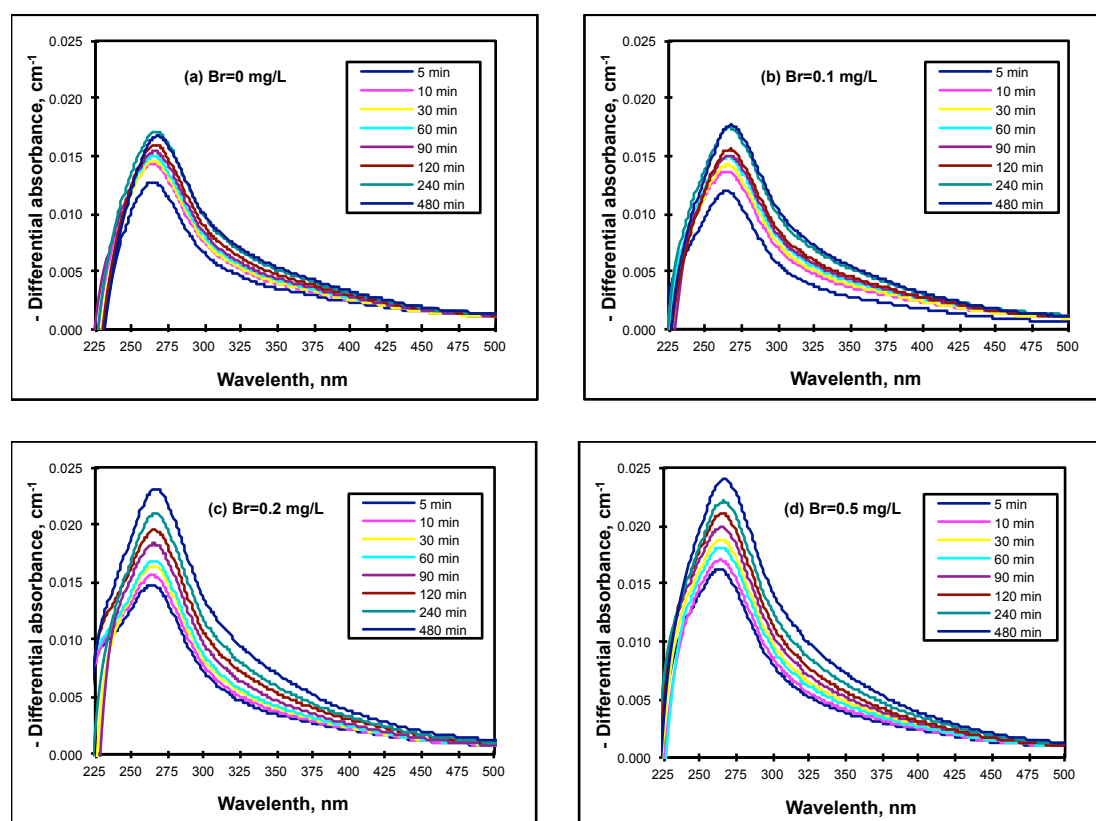 (a) Br=0 mg/L
- Differential absorbance, cm-1
0.025
0.020
0.015
0.010
0.005
0.000
225 250 275 300 325 350 375 400 425 450 475 500
Wavelenth, nm
5 min
10 min
30 min
60 min
90 min
120 min
240 min
480 min
(b) Br=0.1 mg/L
- Differential absorbance, cm-1
0.025
0.020
0.015
0.010
0.005
0.000
225 250 275 300 325 350 375 400 425 450 475 500
Wavelenth, nm
5 min
10 min
30 min
60 min
90 min
120 min
240 min
480 min
(c) Br=0.2 mg/L
- Differential absorbance, cm-1
0.025
0.020
0.015
0.010
0.005
0.000
225 250 275 300 325 350 375 400 425 450 475 500
Wavelenth, nm
5 min
10 min
30 min
60 min
90 min
120 min
240 min
480 min
(d) Br=0.5 mg/L
- Differential absorbance, cm-1
0.025
0.020
0.015
0.010
0.005
0.000
225 250 275 300 325 350 375 400 425 450 475 500
Wavelenth, nm
5 min
10 min
30 min
60 min
90 min
120 min
240 min
480 min